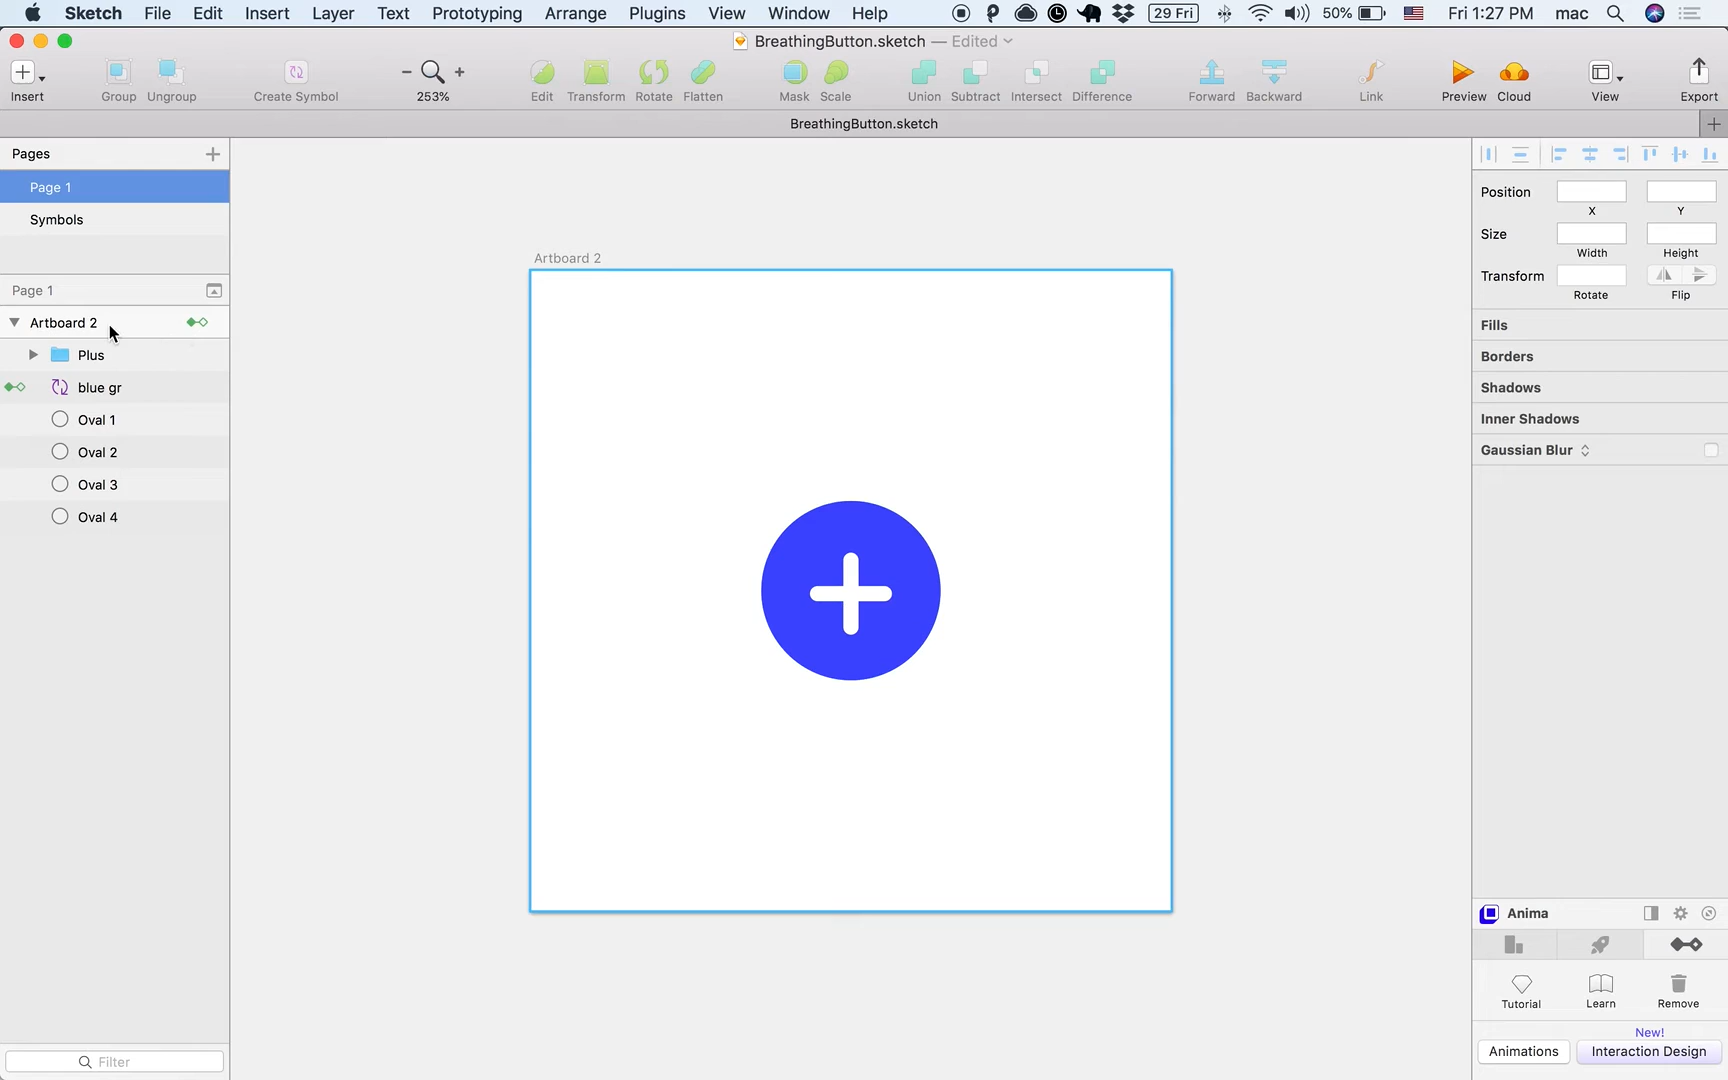 Sketch File Edit Insert Layer Text Prototyping Arrange Plugins View Window Help 29 Fri 50% Fri 1:27 PM mac
BreathingButton.sketch — Edited
Insert Group Ungroup Create Symbol 253% Edit Transform Rotate Flatten Mask Scale Union Subtract Intersect Difference Forward Backward Link Preview Cloud View Export
BreathingButton.sketch
Pages
Page 1
Symbols
Page 1
Artboard 2
Plus
blue gr
Oval 1
Oval 2
Oval 3
Oval 4
Filter
Artboard 2
Position
X Y
Size
Width Height
Transform
Rotate Flip
Fills
Borders
Shadows
Inner Shadows
Gaussian Blur
Anima
Tutorial Learn Remove
New!
Animations Interaction Design